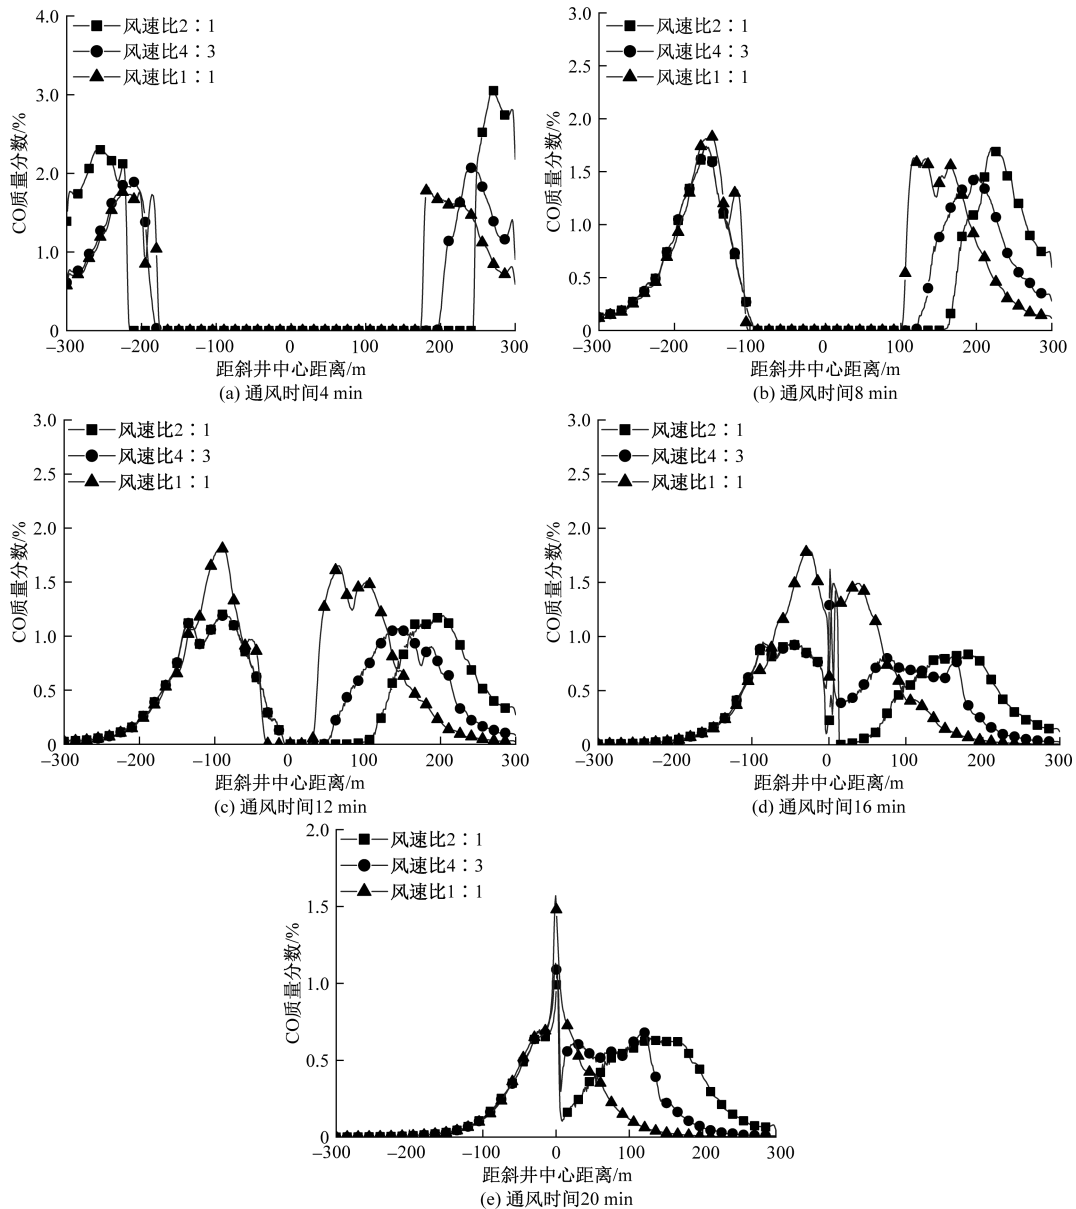 4.0
3.0
2.0
1.0
0
CO质量分数/%
风速比2∶1
风速比4∶3
风速比1∶1
−300 −200 −100 0 100 200 300
距斜井中心距离/m
(a) 通风时间4 min
3.0
2.5
2.0
1.5
1.0
0.5
0
CO质量分数/%
风速比2∶1
风速比4∶3
风速比1∶1
−300 −200 −100 0 100 200 300
距斜井中心距离/m
(b) 通风时间8 min
3.0
2.5
2.0
1.5
1.0
0.5
0
CO质量分数/%
风速比2∶1
风速比4∶3
风速比1∶1
−300 −200 −100 0 100 200 300
距斜井中心距离/m
(c) 通风时间12 min
3.0
2.5
2.0
1.5
1.0
0.5
0
CO质量分数/%
风速比2∶1
风速比4∶3
风速比1∶1
−300 −200 −100 0 100 200 300
距斜井中心距离/m
(d) 通风时间16 min
2.0
1.5
1.0
0.5
0
CO质量分数/%
风速比2∶1
风速比4∶3
风速比1∶1
−300 −200 −100 0 100 200 300
距斜井中心距离/m
(e) 通风时间20 min